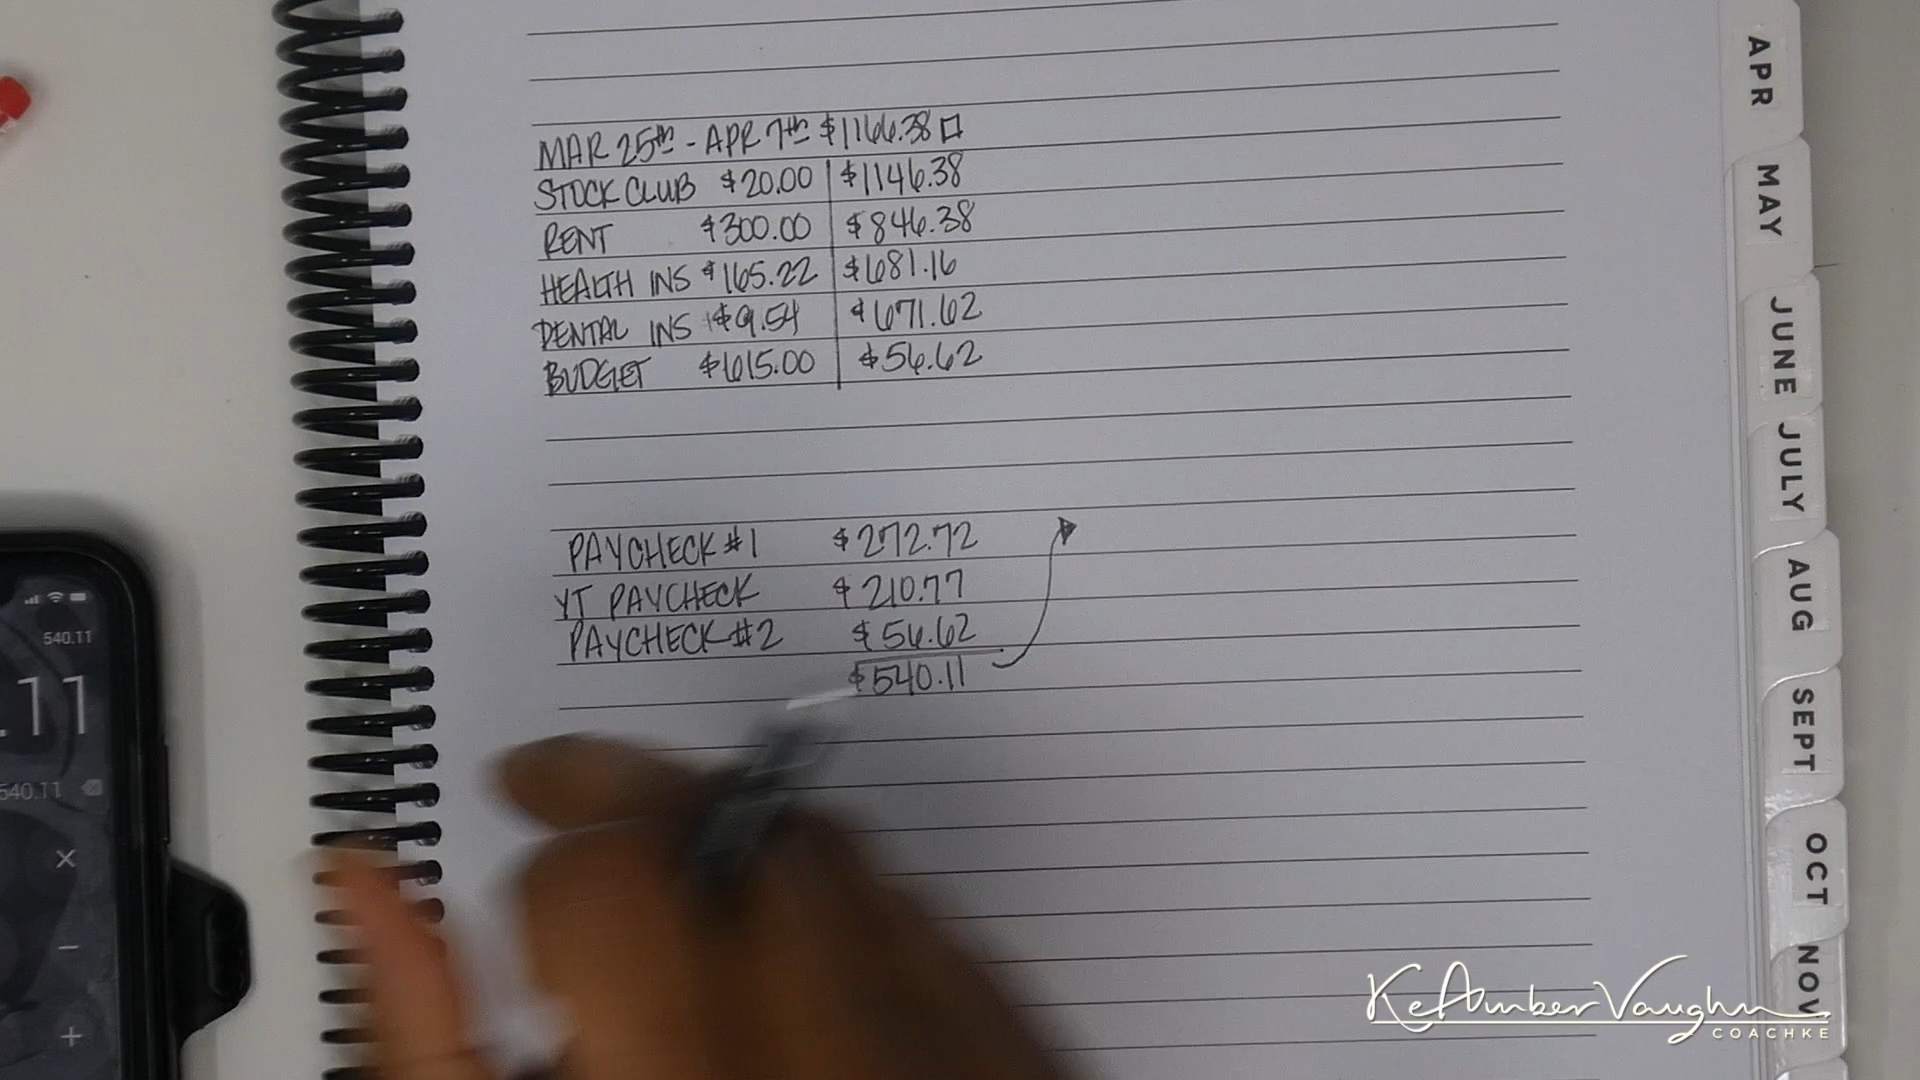 MAR 25th - APR 7th $1166.38
STOCK CLUB $20.00 $1146.38
RENT $300.00 $846.38
HEALTH INS $165.22 $681.16
DENTAL INS $9.54 $671.62
BUDGET $615.00 $56.62
PAYCHECK #1 $272.72
YT PAYCHECK $210.77
PAYCHECK #2 $56.62
$540.11
540.11
.11
540.11
APR
MAY
JUNE
JULY
AUG
SEPT
OCT
NOV
KeAmber Vaughn
COACHKE